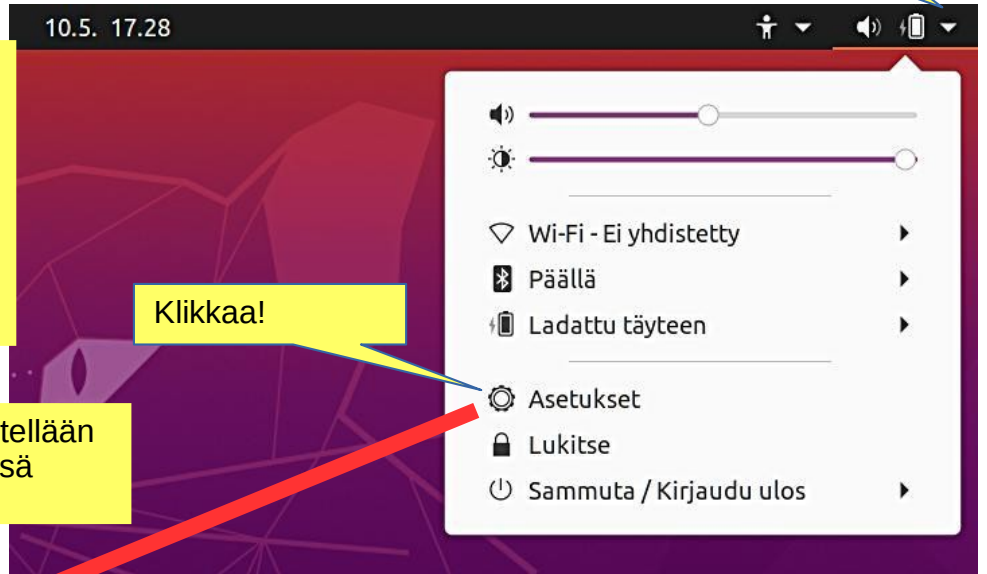 10.5. 17.28
Wi-Fi - Ei yhdistetty
Päällä
Ladattu täyteen
Klikkaa!
Asetukset
Lukitse
Sammuta / Kirjaudu ulos
tellään
sä